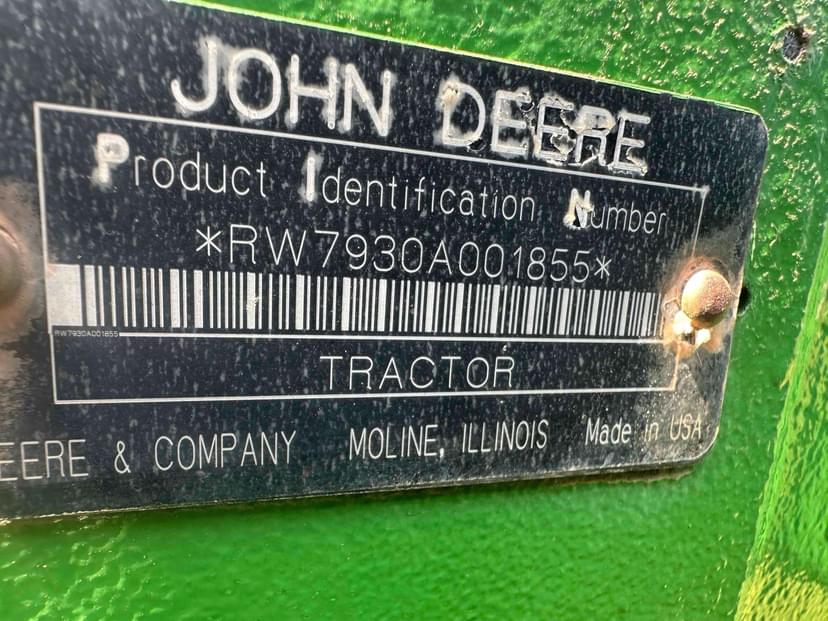 JOHN DEERE
Product Identification Number
*RW7930A001855*
RW7930A001855
TRACTOR
EERE & COMPANY MOLINE, ILLINOIS Made in USA